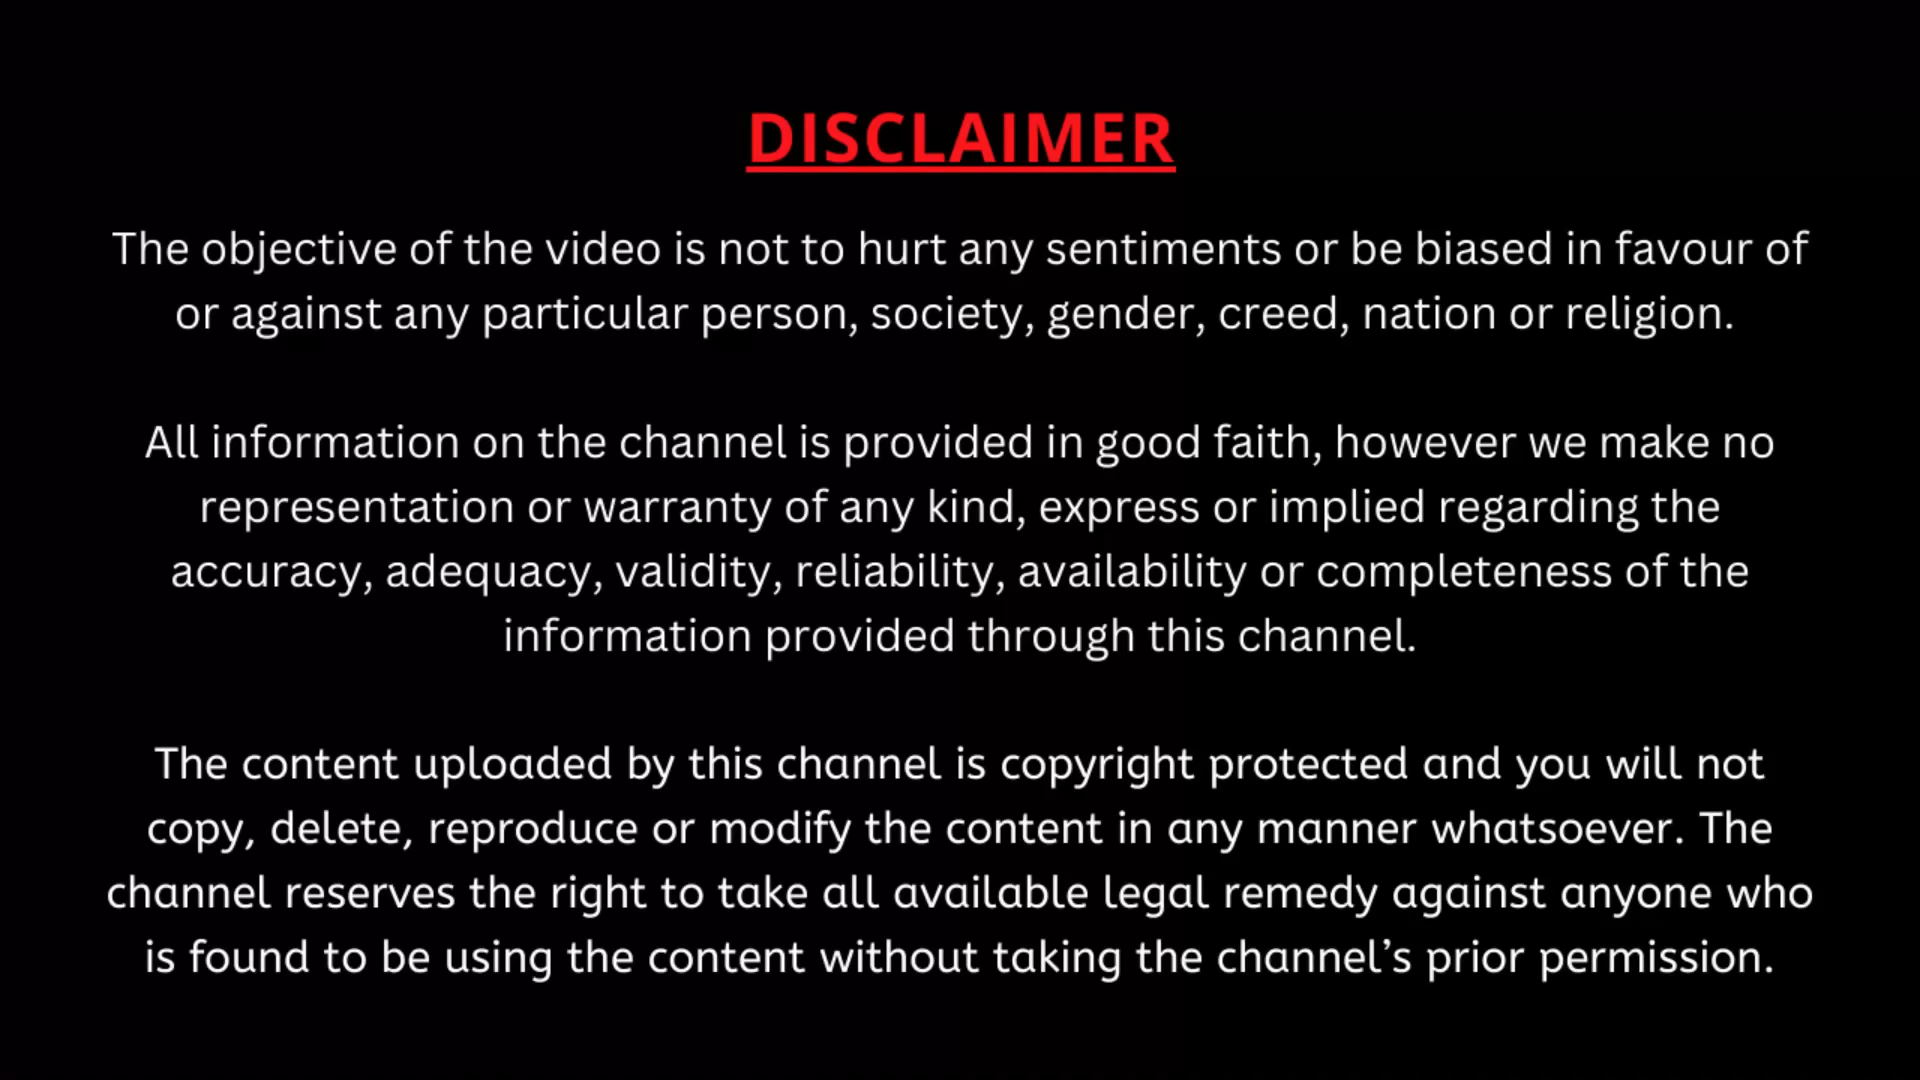 DISCLAIMER
The objective of the video is not to hurt any sentiments or be biased in favour of
or against any particular person, society, gender, creed, nation or religion.
All information on the channel is provided in good faith, however we make no
representation or warranty of any kind, express or implied regarding the
accuracy, adequacy, validity, reliability, availability or completeness of the
information provided through this channel.
The content uploaded by this channel is copyright protected and you will not
copy, delete, reproduce or modify the content in any manner whatsoever. The
channel reserves the right to take all available legal remedy against anyone who
is found to be using the content without taking the channel’s prior permission.